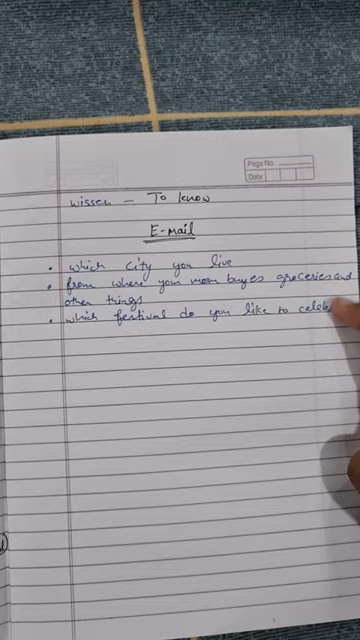 Page No.
Date
wissen – To know
E-mail
• which city you live
• from where your mom buyes groceries and
other things
• which festival do you like to celeb